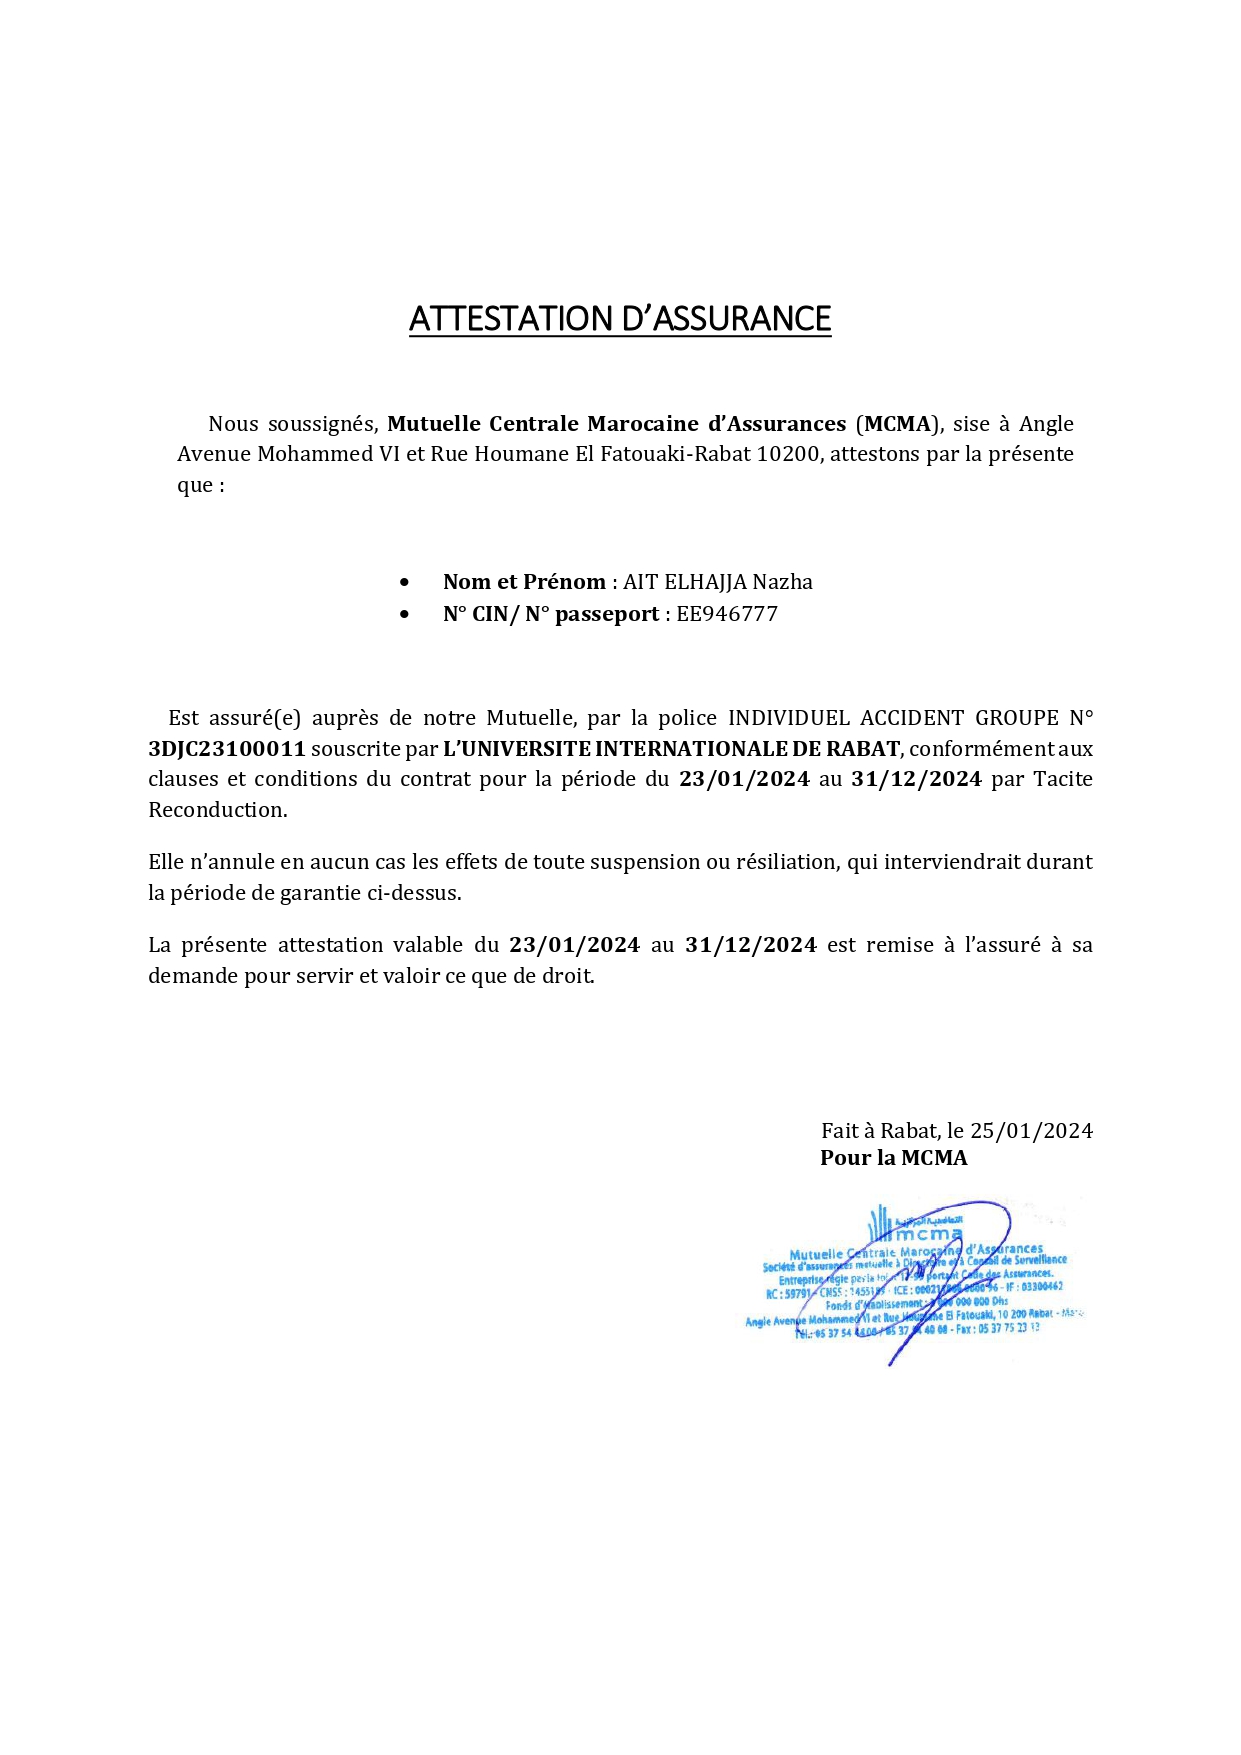 ATTESTATION D’ASSURANCE
Nous soussignés, Mutuelle Centrale Marocaine d’Assurances (MCMA), sise à Angle
Avenue Mohammed VI et Rue Houmane El Fatouaki-Rabat 10200, attestons par la présente
que :
• Nom et Prénom : AIT ELHAJJA Nazha
• N° CIN/ N° passeport : EE946777
Est assuré(e) auprès de notre Mutuelle, par la police INDIVIDUEL ACCIDENT GROUPE N°
3DJC23100011 souscrite par L’UNIVERSITE INTERNATIONALE DE RABAT, conformément aux
clauses et conditions du contrat pour la période du 23/01/2024 au 31/12/2024 par Tacite
Reconduction.
Elle n’annule en aucun cas les effets de toute suspension ou résiliation, qui interviendrait durant
la période de garantie ci-dessus.
La présente attestation valable du 23/01/2024 au 31/12/2024 est remise à l’assuré à sa
demande pour servir et valoir ce que de droit.
Fait à Rabat, le 25/01/2024
Pour la MCMA
mcma
Mutuelle Centrale Marocaine d’Assurances
Société d’assurances mutuelle à Directoire et à Conseil de Surveillance
Entreprise régie par la loi portant Code des Assurances.
RC : 59791 - CNSS : ICE : IF : 03300462
Fonds d’établissement : 000 000 Dhs
Angle Avenue Mohammed VI et Rue Houmane El Fatouaki, 10 200 Rabat -
Tél.: 05 37 54 05 37 40 08 - Fax : 05 37 75 23